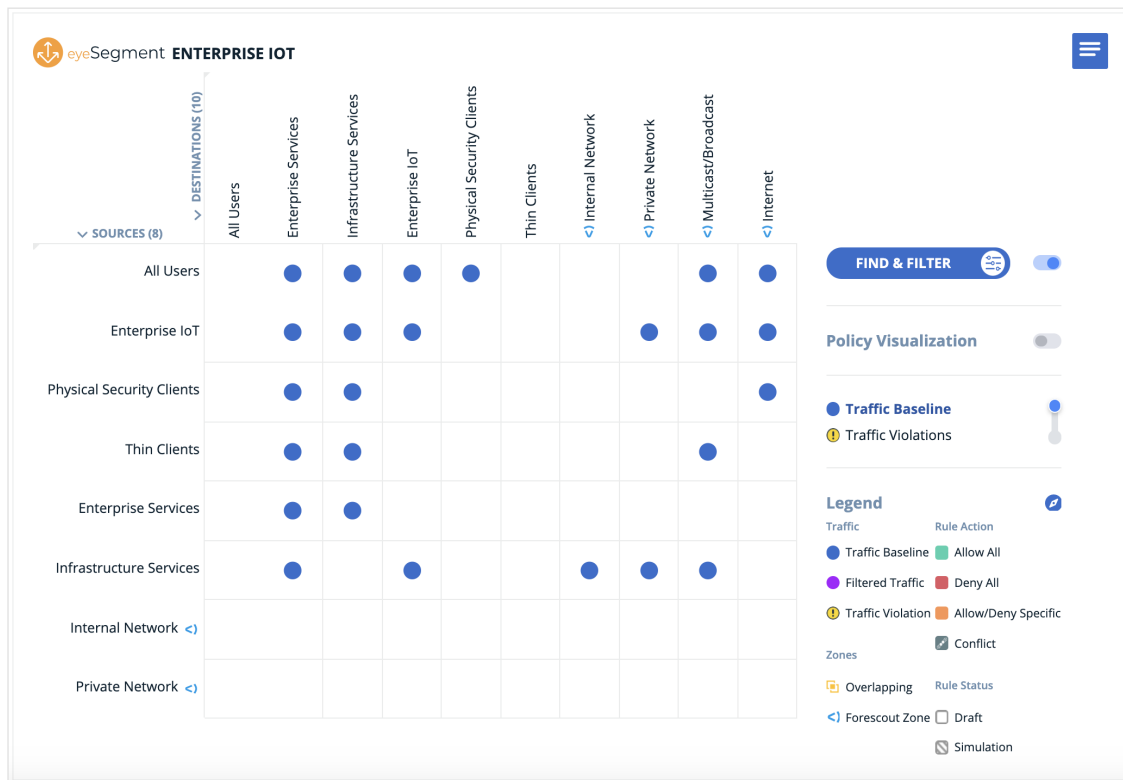 eyeSegment ENTERPRISE IOT
DESTINATIONS (10)
SOURCES (8)
All Users
Enterprise Services
Infrastructure Services
Enterprise IoT
Physical Security Clients
Thin Clients
Internal Network
Private Network
Multicast/Broadcast
Internet
All Users
Enterprise IoT
Physical Security Clients
Thin Clients
Enterprise Services
Infrastructure Services
Internal Network
Private Network
FIND & FILTER
Policy Visualization
Traffic Baseline
Traffic Violations
Legend
Traffic
Rule Action
Traffic Baseline
Allow All
Filtered Traffic
Deny All
Traffic Violation
Allow/Deny Specific
Conflict
Zones
Rule Status
Overlapping
Forescout Zone
Draft
Simulation